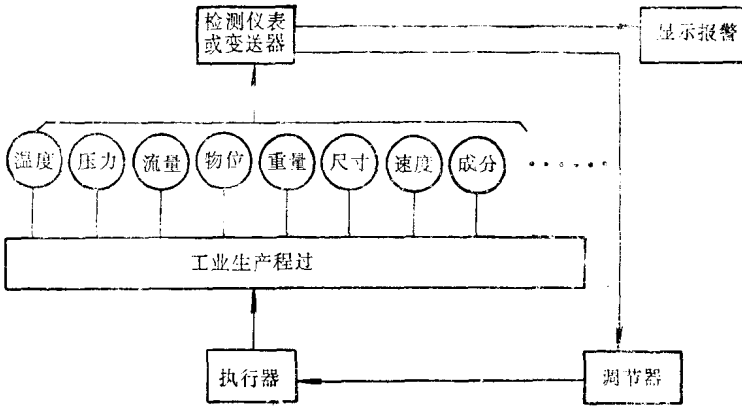 检测仪表
或变送器
显示报警
温度
压力
流量
物位
重量
尺寸
速度
成分
工业生产程过
执行器
调节器